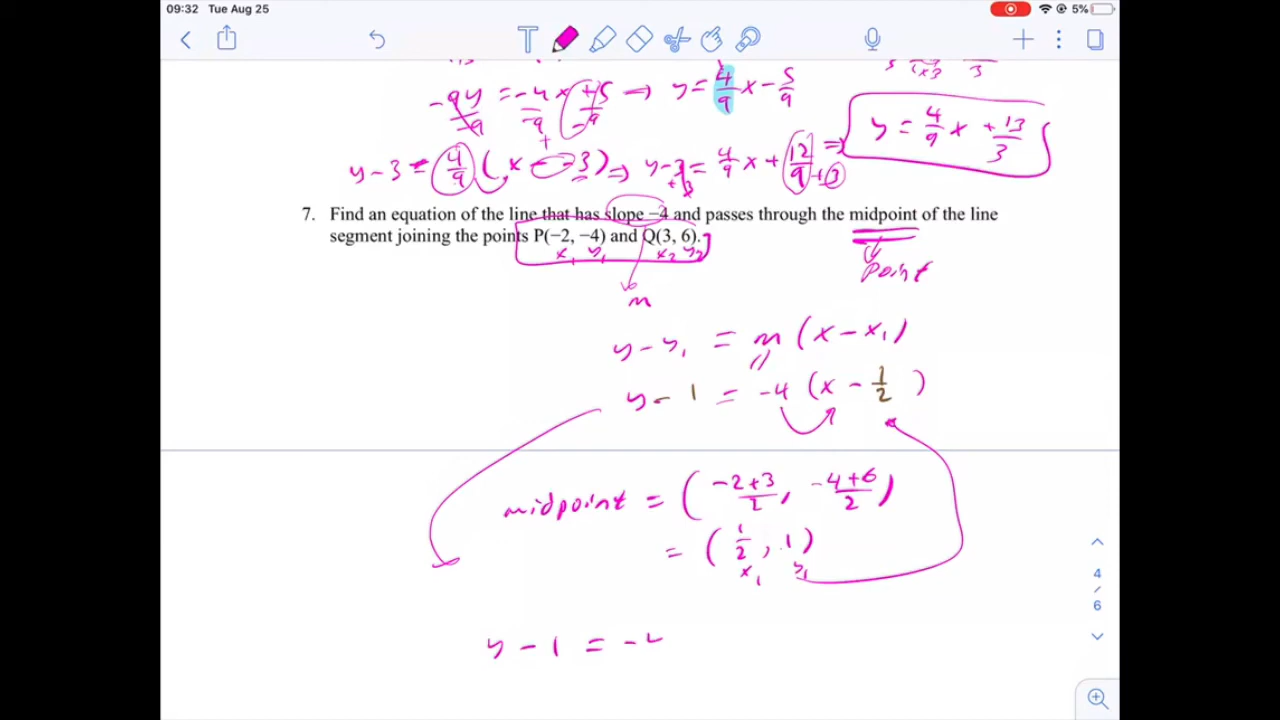 09:32 Tue Aug 25 5%
-9y/-9 = -4x/-9 +5/-9 → y = 4/9 x - 5/9
y = 4/9 x + 13/3
y - 3 = 4/9 (x - -3) ⇒ y - 3 = 4/9 x + 12/9 + 3 ⇒
+3
7. Find an equation of the line that has slope −4 and passes through the midpoint of the line
segment joining the points P(−2, −4) and Q(3, 6).
x₁ y₁ x₂ y₂
point
m
y - y₁ = m (x - x₁)
y - 1 = -4 (x - 1/2)
midpoint = (-2+3/2, -4+6/2)
= (1/2, 1)
x₁ y₁
4
/
6
y - 1 = -4